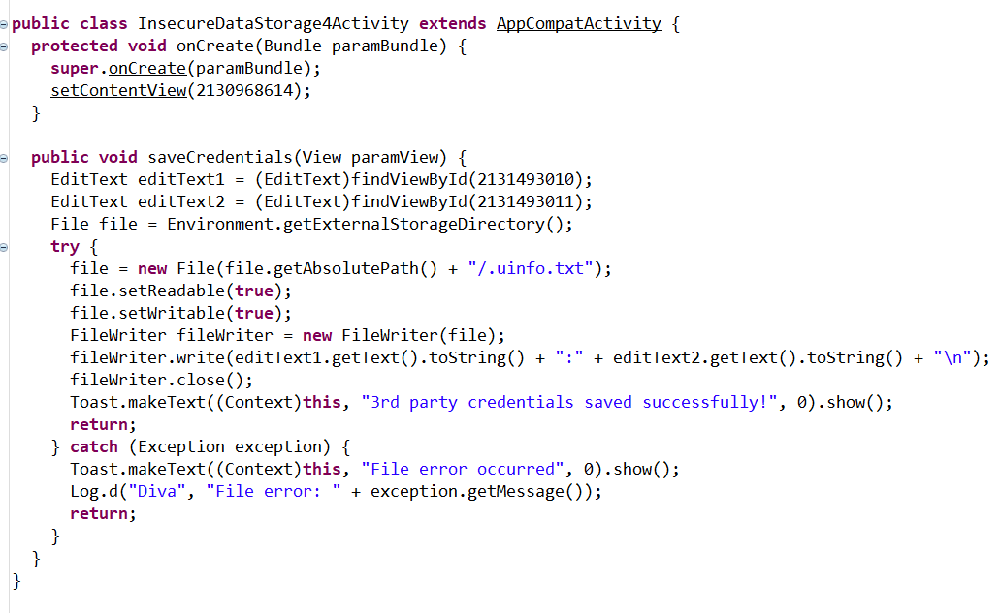 public class InsecureDataStorage4Activity extends AppCompatActivity {
  protected void onCreate(Bundle paramBundle) {
    super.onCreate(paramBundle);
    setContentView(2130968614);
  }

  public void saveCredentials(View paramView) {
    EditText editText1 = (EditText)findViewById(2131493010);
    EditText editText2 = (EditText)findViewById(2131493011);
    File file = Environment.getExternalStorageDirectory();
    try {
      file = new File(file.getAbsolutePath() + "/.uinfo.txt");
      file.setReadable(true);
      file.setWritable(true);
      FileWriter fileWriter = new FileWriter(file);
      fileWriter.write(editText1.getText().toString() + ":" + editText2.getText().toString() + "\n");
      fileWriter.close();
      Toast.makeText((Context)this, "3rd party credentials saved successfully!", 0).show();
      return;
    } catch (Exception exception) {
      Toast.makeText((Context)this, "File error occurred", 0).show();
      Log.d("Diva", "File error: " + exception.getMessage());
      return;
    }
  }
}